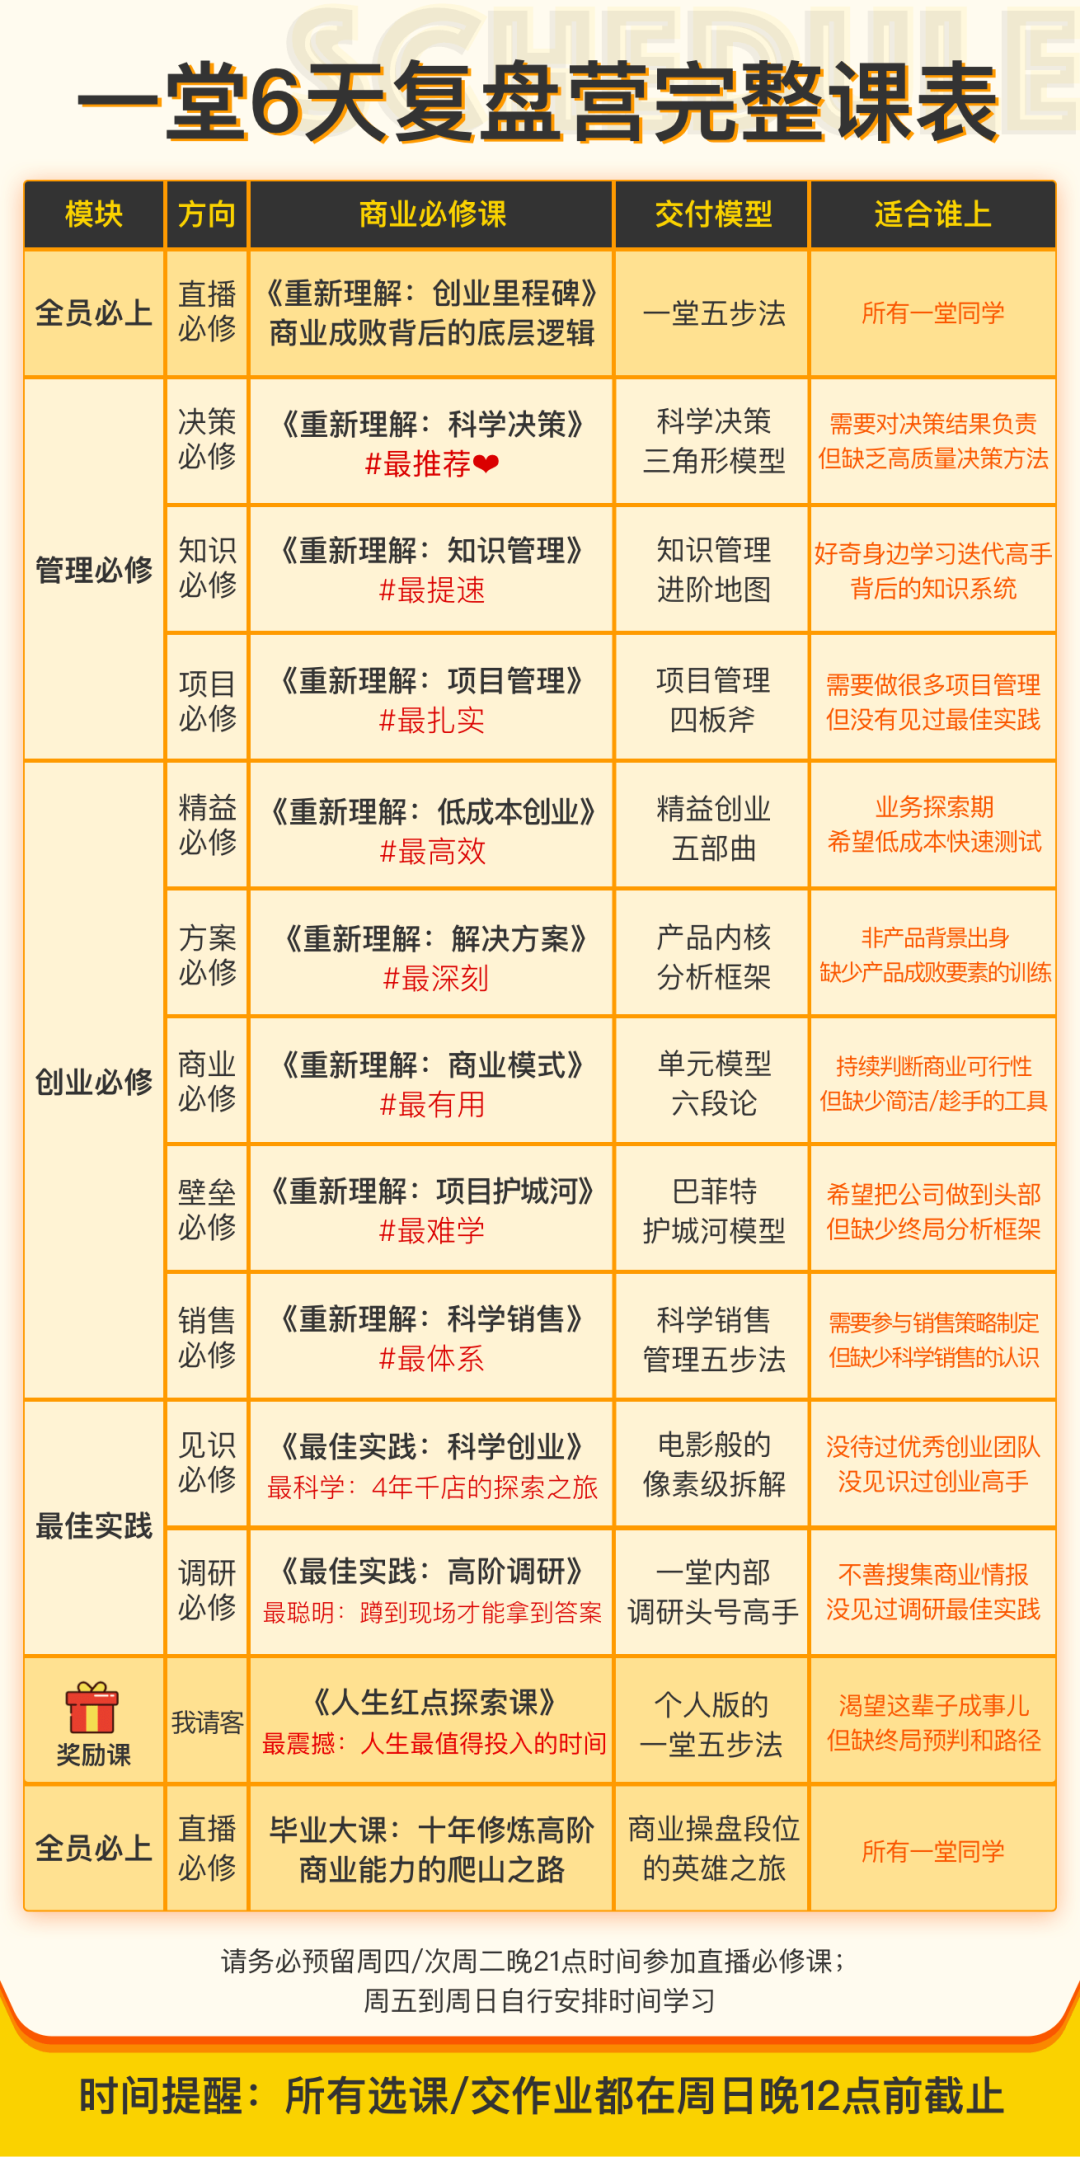 SCHEDULE
一堂6天复盘营完整课表
模块 方向 商业必修课 交付模型 适合谁上
全员必上
直播
必修
《重新理解：创业里程碑》
商业成败背后的底层逻辑
一堂五步法
所有一堂同学
管理必修
决策
必修
《重新理解：科学决策》
#最推荐❤
科学决策
三角形模型
需要对决策结果负责
但缺乏高质量决策方法
知识
必修
《重新理解：知识管理》
#最提速
知识管理
进阶地图
好奇身边学习迭代高手
背后的知识系统
项目
必修
《重新理解：项目管理》
#最扎实
项目管理
四板斧
需要做很多项目管理
但没有见过最佳实践
创业必修
精益
必修
《重新理解：低成本创业》
#最高效
精益创业
五部曲
业务探索期
希望低成本快速测试
方案
必修
《重新理解：解决方案》
#最深刻
产品内核
分析框架
非产品背景出身
缺少产品成败要素的训练
商业
必修
《重新理解：商业模式》
#最有用
单元模型
六段论
持续判断商业可行性
但缺少简洁/趁手的工具
壁垒
必修
《重新理解：项目护城河》
#最难学
巴菲特
护城河模型
希望把公司做到头部
但缺少终局分析框架
销售
必修
《重新理解：科学销售》
#最体系
科学销售
管理五步法
需要参与销售策略制定
但缺少科学销售的认识
最佳实践
见识
必修
《最佳实践：科学创业》
最科学：4年千店的探索之旅
电影般的
像素级拆解
没待过优秀创业团队
没见识过创业高手
调研
必修
《最佳实践：高阶调研》
最聪明：蹲到现场才能拿到答案
一堂内部
调研头号高手
不善搜集商业情报
没见过调研最佳实践
奖励课
我请客
《人生红点探索课》
最震撼：人生最值得投入的时间
个人版的
一堂五步法
渴望这辈子成事儿
但缺终局预判和路径
全员必上
直播
必修
毕业大课：十年修炼高阶
商业能力的爬山之路
商业操盘段位
的英雄之旅
所有一堂同学
请务必预留周四/次周二晚21点时间参加直播必修课；
周五到周日自行安排时间学习
时间提醒：所有选课/交作业都在周日晚12点前截止